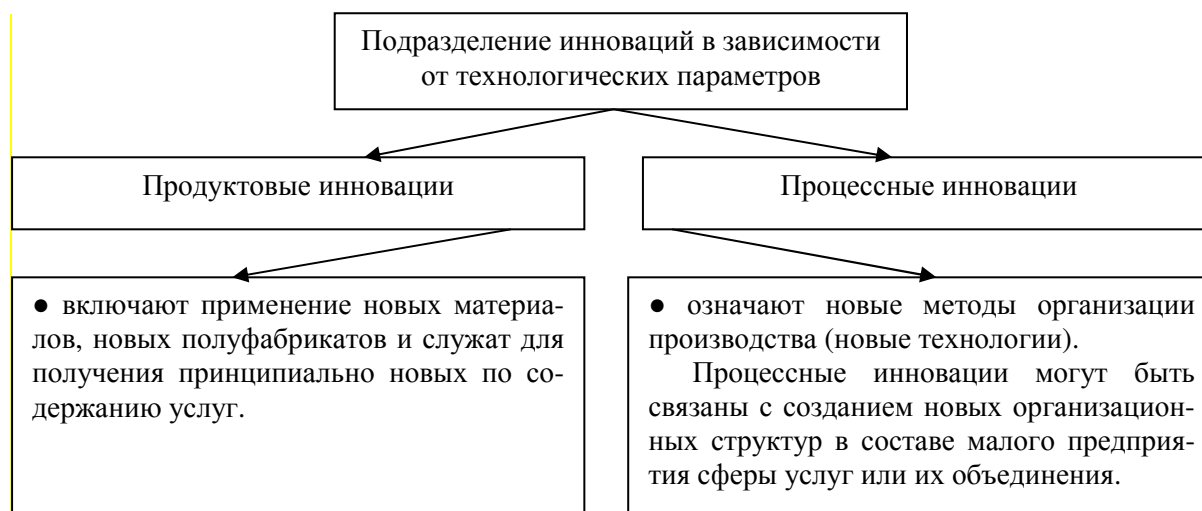 Подразделение инноваций в зависимости
от технологических параметров
Продуктовые инновации
Процессные инновации
● включают применение новых материа-
лов, новых полуфабрикатов и служат для
получения принципиально новых по со-
держанию услуг.
● означают новые методы организации
производства (новые технологии).
Процессные инновации могут быть
связаны с созданием новых организацион-
ных структур в составе малого предприя-
тия сферы услуг или их объединения.